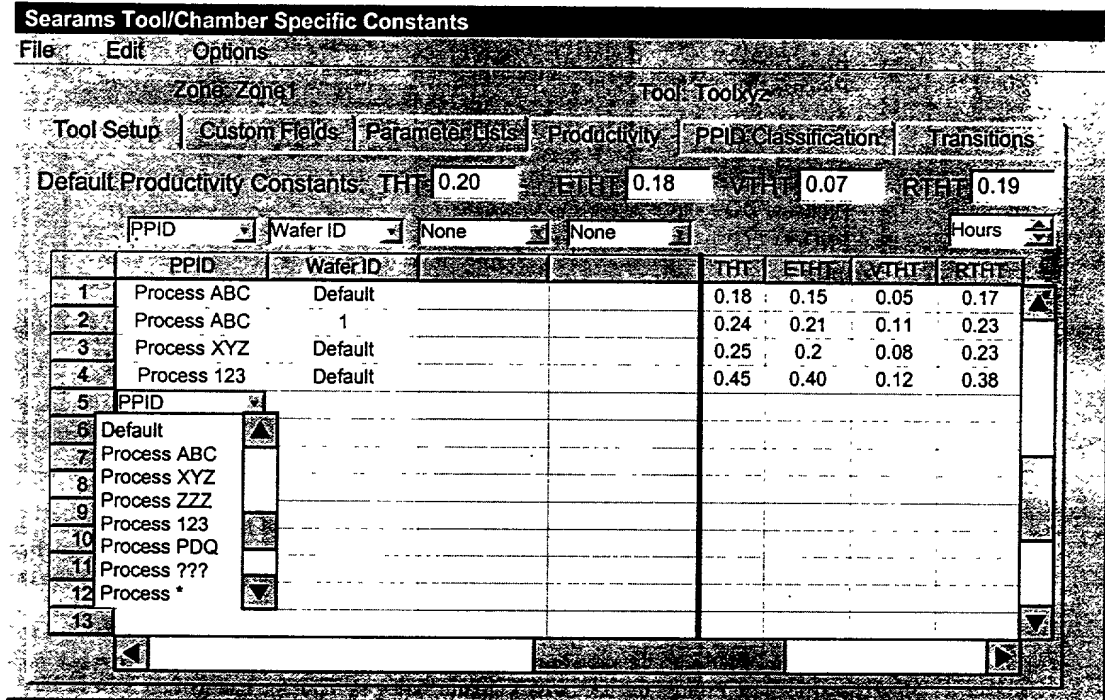 Searams Tool/Chamber Specific Constants
File Edit Options
Zone: Zone1 Tool: Toolxyz
Tool Setup Custom Fields Parameter Lists Productivity PPID Classification Transitions
Default Productivity Constants: THT 0.20 ETHT 0.18 VTHT 0.07 RTHT 0.19
PPID Wafer ID None None Hours
PPID Wafer ID THT ETHT VTHT RTHT
1 Process ABC Default 0.18 0.15 0.05 0.17
2 Process ABC 1 0.24 0.21 0.11 0.23
3 Process XYZ Default 0.25 0.2 0.08 0.23
4 Process 123 Default 0.45 0.40 0.12 0.38
5 PPID
6 Default
7 Process ABC
8 Process XYZ
9 Process ZZZ
10 Process 123
Process PDQ
11 Process ???
12 Process *
13